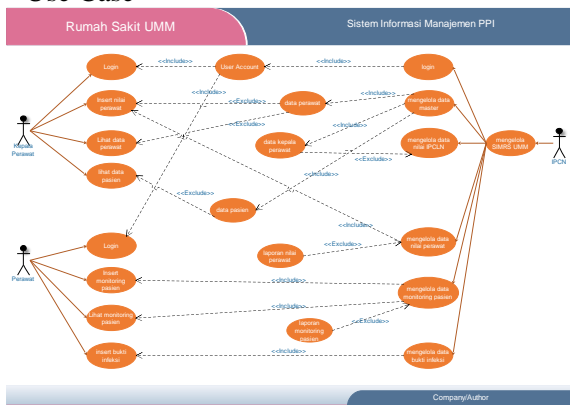 Use Case
Rumah Sakit UMM
Sistem Informasi Manajemen PPI
Login
<<Include>>
User Account
<<Include>>
login
<<Include>>
<<Include>>
Insert nilai
perawat
<<Exclude>>
data perawat
mengelola data
master
<<Include>>
Kepala
Perawat
Lihat data
perawat
data kepala
perawat
mengelola data
nilai IPCLN
mengelola
SIMRS UMM
IPCN
<<Exclude>>
<<Include>>
lihat data
pasien
<<Exclude>>
data pasien
<<Include>>
Login
mengelola data
nilai perawat
<<Exclude>>
laporan nilai
perawat
Perawat
Insert
monitoring
pasien
<<Include>>
mengelola data
monitoring pasien
Lihat monitoring
pasien
<<Include>>
<<Exclude>>
laporan
monitoring
pasien
insert bukti
infeksi
<<Include>>
mengelola data
bukti infeksi
Company/Author